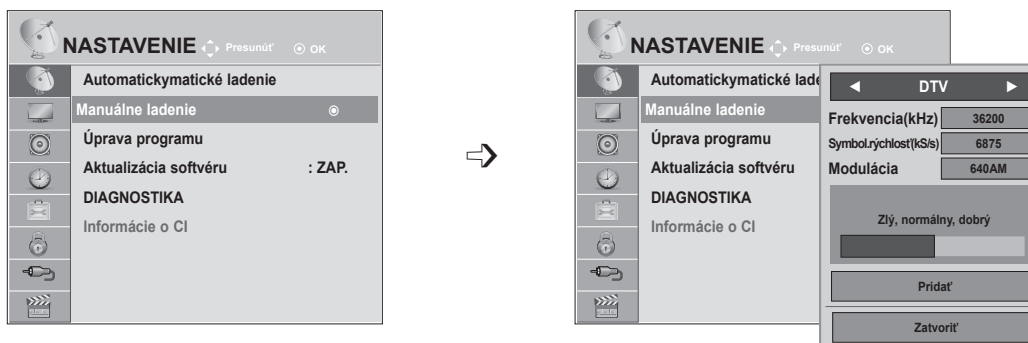 NASTAVENIE Presunúť OK
Automatickymatické ladenie
Manuálne ladenie
Úprava programu
Aktualizácia softvéru : ZAP.
DIAGNOSTIKA
Informácie o CI
NASTAVENIE Presunúť OK
Automatickymatické lade
Manuálne ladenie
Úprava programu
Aktualizácia softvéru
DIAGNOSTIKA
Informácie o CI
◄ DTV ►
Frekvencia(kHz) 36200
Symbol.rýchlosť(kS/s) 6875
Modulácia 640AM
Zlý, normálny, dobrý
Pridať
Zatvoriť